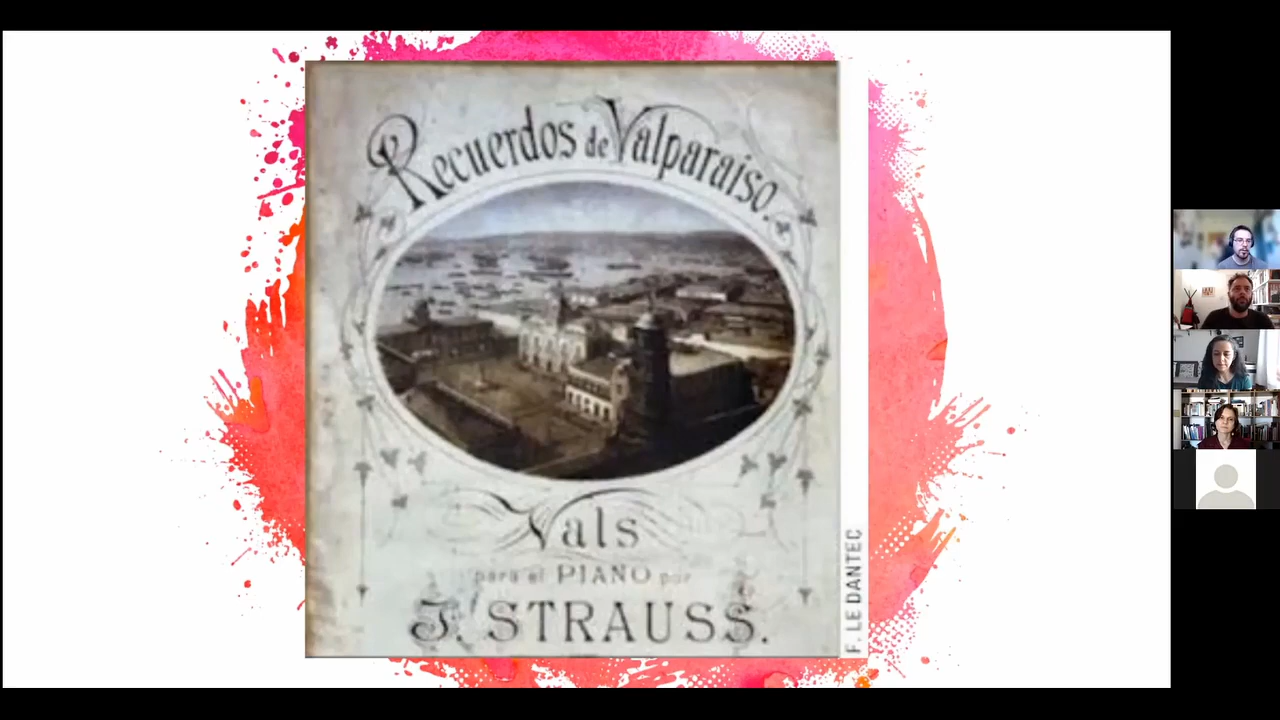 Recuerdos de Valparaiso.
Vals
para el PIANO por
J. STRAUSS.
F. LE DANTEC